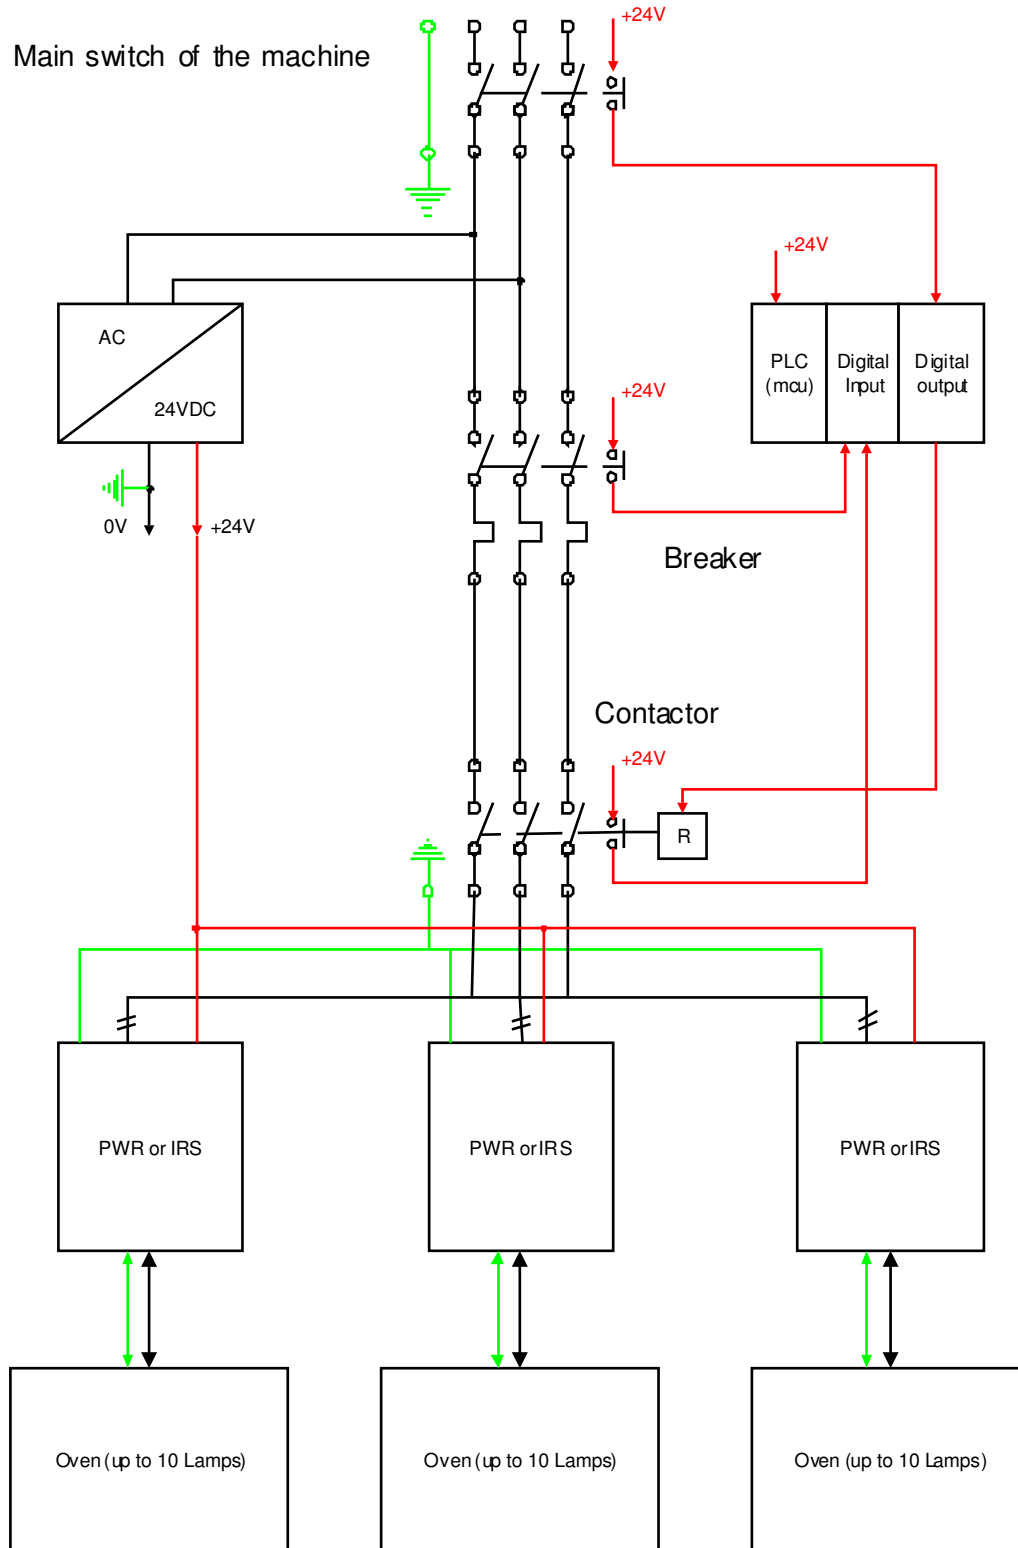 +24V
Main switch of the machine
+24V
AC
24VDC
PLC
(mcu)
Digital
Input
Digital
output
+24V
0V
+24V
Breaker
Contactor
+24V
R
PWR or IRS
PWR or IRS
PWR or IRS
Oven (up to 10 Lamps)
Oven (up to 10 Lamps)
Oven (up to 10 Lamps)